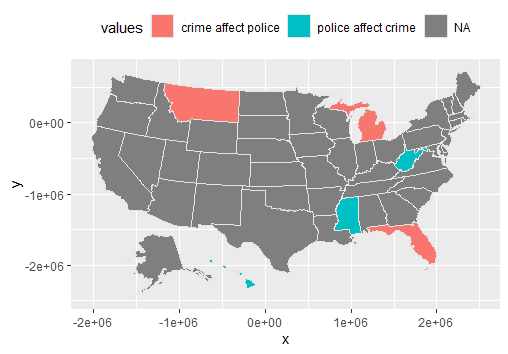 values crime affect police police affect crime NA
0e+00
-1e+06
-2e+06
y
-2e+06 -1e+06 0e+00 1e+06 2e+06
x